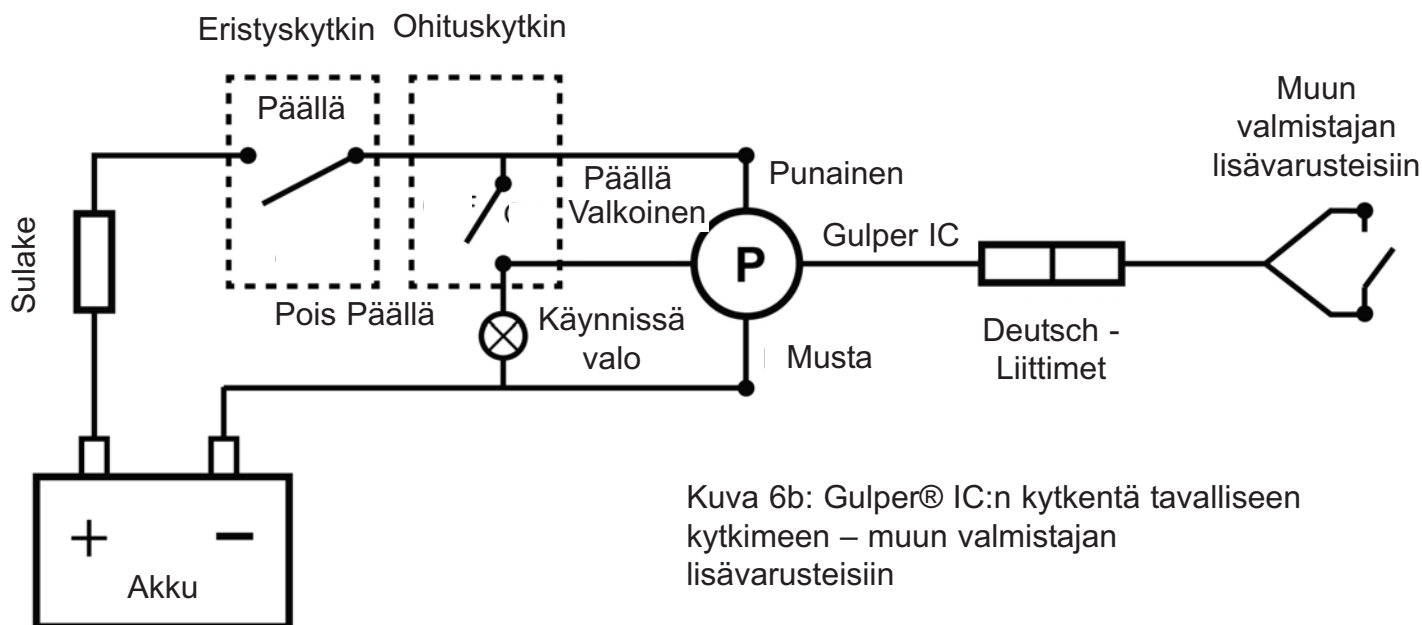 Eristyskytkin
Ohituskytkin
Päällä
Sulake
Pois Päällä
Päällä
Valkoinen
Käynnissä
valo
Punainen
P
Musta
Gulper IC
Deutsch -
Liittimet
Muun
valmistajan
lisävarusteisiin
+
−
Akku
Kuva 6b: Gulper® IC:n kytkentä tavalliseen
kytkimeen – muun valmistajan
lisävarusteisiin